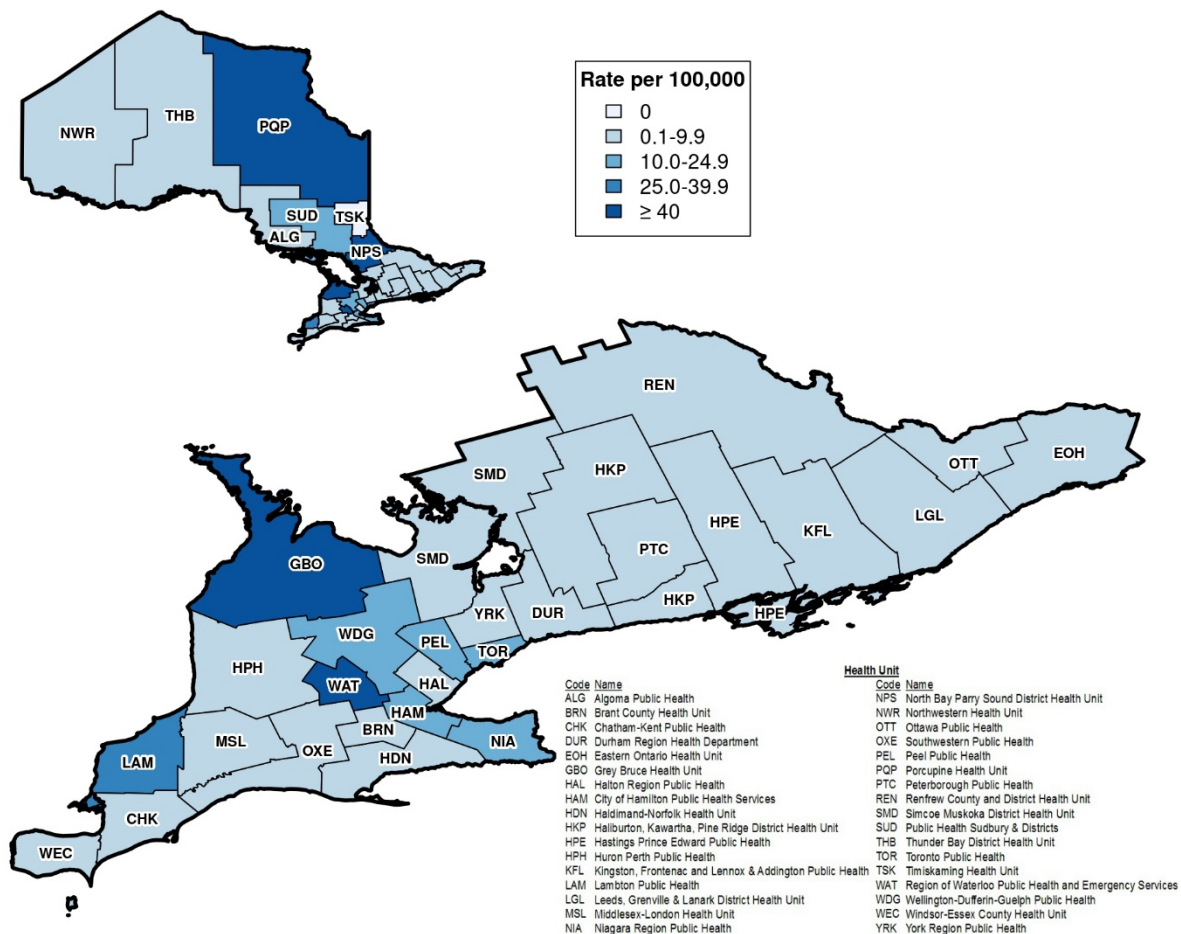 Rate per 100,000
0
0.1-9.9
10.0-24.9
25.0-39.9
≥ 40
NWR
THB
PQP
SUD
TSK
ALG
NPS
REN
SMD
HKP
OTT
EOH
HPE
KFL
LGL
PTC
SMD
GBO
YRK
DUR
HKP
HPE
WDG
PEL
TOR
HPH
WAT
HAL
HAM
BRN
MSL
OXE
NIA
HDN
LAM
CHK
WEC
Health Unit
Code Name
ALG Algoma Public Health
BRN Brant County Health Unit
CHK Chatham-Kent Public Health
DUR Durham Region Health Department
EOH Eastern Ontario Health Unit
GBO Grey Bruce Health Unit
HAL Halton Region Public Health
HAM City of Hamilton Public Health Services
HDN Haldimand-Norfolk Health Unit
HKP Haliburton, Kawartha, Pine Ridge District Health Unit
HPE Hastings Prince Edward Public Health
HPH Huron Perth Public Health
KFL Kingston, Frontenac and Lennox & Addington Public Health
LAM Lambton Public Health
LGL Leeds, Grenville & Lanark District Health Unit
MSL Middlesex-London Health Unit
NIA Niagara Region Public Health
Code Name
NPS North Bay Parry Sound District Health Unit
NWR Northwestern Health Unit
OTT Ottawa Public Health
OXE Southwestern Public Health
PEL Peel Public Health
PQP Porcupine Health Unit
PTC Peterborough Public Health
REN Renfrew County and District Health Unit
SMD Simcoe Muskoka District Health Unit
SUD Public Health Sudbury & Districts
THB Thunder Bay District Health Unit
TOR Toronto Public Health
TSK Timiskaming Health Unit
WAT Region of Waterloo Public Health and Emergency Services
WDG Wellington-Dufferin-Guelph Public Health
WEC Windsor-Essex County Health Unit
YRK York Region Public Health